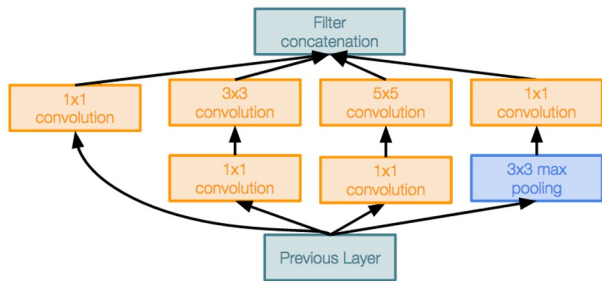 Filter
concatenation
1x1
convolution
3x3
convolution
5x5
convolution
1x1
convolution
1x1
convolution
1x1
convolution
3x3 max
pooling
Previous Layer